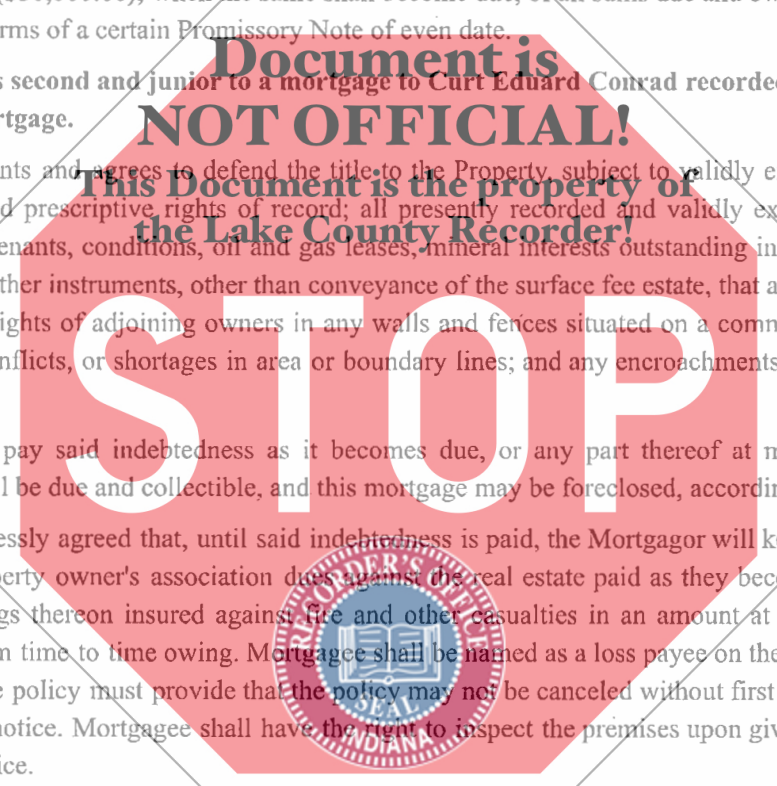 rms of a certain Promissory Note of even date.
Document is
s second and junior to a mortgage to Curt Eduard Conrad recorded
rtgage.
NOT OFFICIAL!
nts and agrees to defend the title to the Property, subject to validly e
This Document is the property of
d prescriptive rights of record; all presently recorded and validly ex
the Lake County Recorder!
enants, conditions, oil and gas leases, mineral interests outstanding in
ther instruments, other than conveyance of the surface fee estate, that a
ights of adjoining owners in any walls and fences situated on a comm
nflicts, or shortages in area or boundary lines; and any encroachments
STOP
pay said indebtedness as it becomes due, or any part thereof at m
l be due and collectible, and this mortgage may be foreclosed, accordin
essly agreed that, until said indebtedness is paid, the Mortgagor will k
perty owner's association dues against the real estate paid as they bec
gs thereon insured against fire and other casualties in an amount at
m time to time owing. Mortgagee shall be named as a loss payee on the
e policy must provide that the policy may not be canceled without first
notice. Mortgagee shall have the right to inspect the premises upon giv
ice.
RECORDER'S OFFICE
SEAL
INDIANA